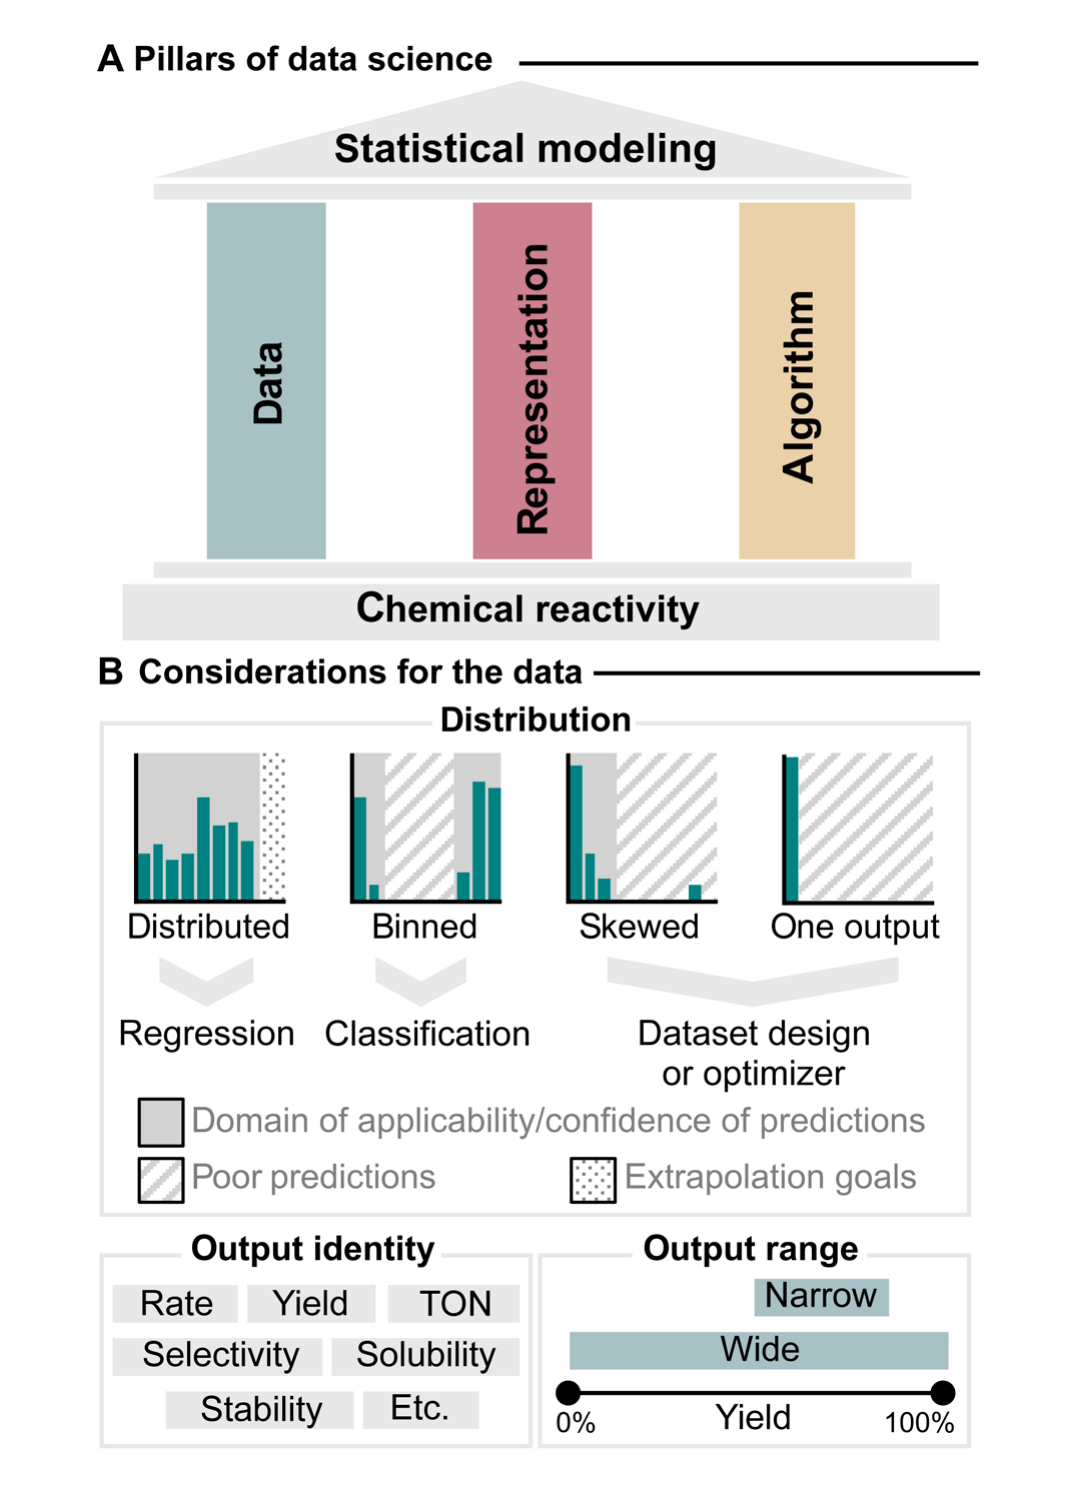 A Pillars of data science
Statistical modeling
Data
Representation
Algorithm
Chemical reactivity
B Considerations for the data
Distribution
Distributed
Binned
Skewed
One output
Regression
Classification
Dataset design
or optimizer
Domain of applicability/confidence of predictions
Poor predictions
Extrapolation goals
Output identity
Rate
Yield
TON
Selectivity
Solubility
Stability
Etc.
Output range
Narrow
Wide
0%
Yield
100%